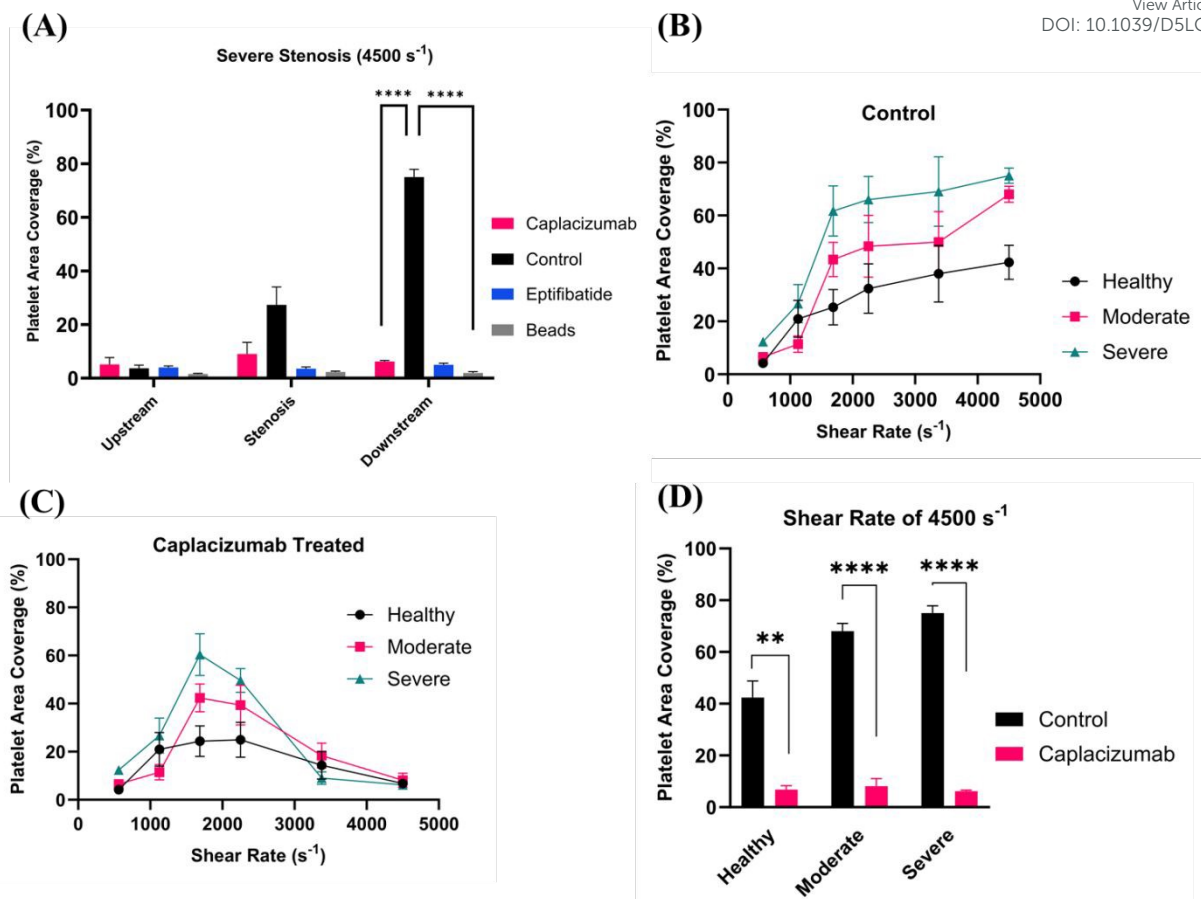 View Artic
DOI: 10.1039/D5LC
(A)
Severe Stenosis (4500 s-1)
Platelet Area Coverage (%)
100
80
60
40
20
0
****
****
Upstream
Stenosis
Downstream
Caplacizumab
Control
Eptifibatide
Beads
(B)
Control
Platelet Area Coverage (%)
100
80
60
40
20
0
0 1000 2000 3000 4000 5000
Shear Rate (s-1)
Healthy
Moderate
Severe
(C)
Caplacizumab Treated
Platelet Area Coverage (%)
100
80
60
40
20
0
0 1000 2000 3000 4000 5000
Shear Rate (s-1)
Healthy
Moderate
Severe
(D)
Shear Rate of 4500 s-1
Platelet Area Coverage (%)
100
80
60
40
20
0
**
****
****
Healthy
Moderate
Severe
Control
Caplacizumab